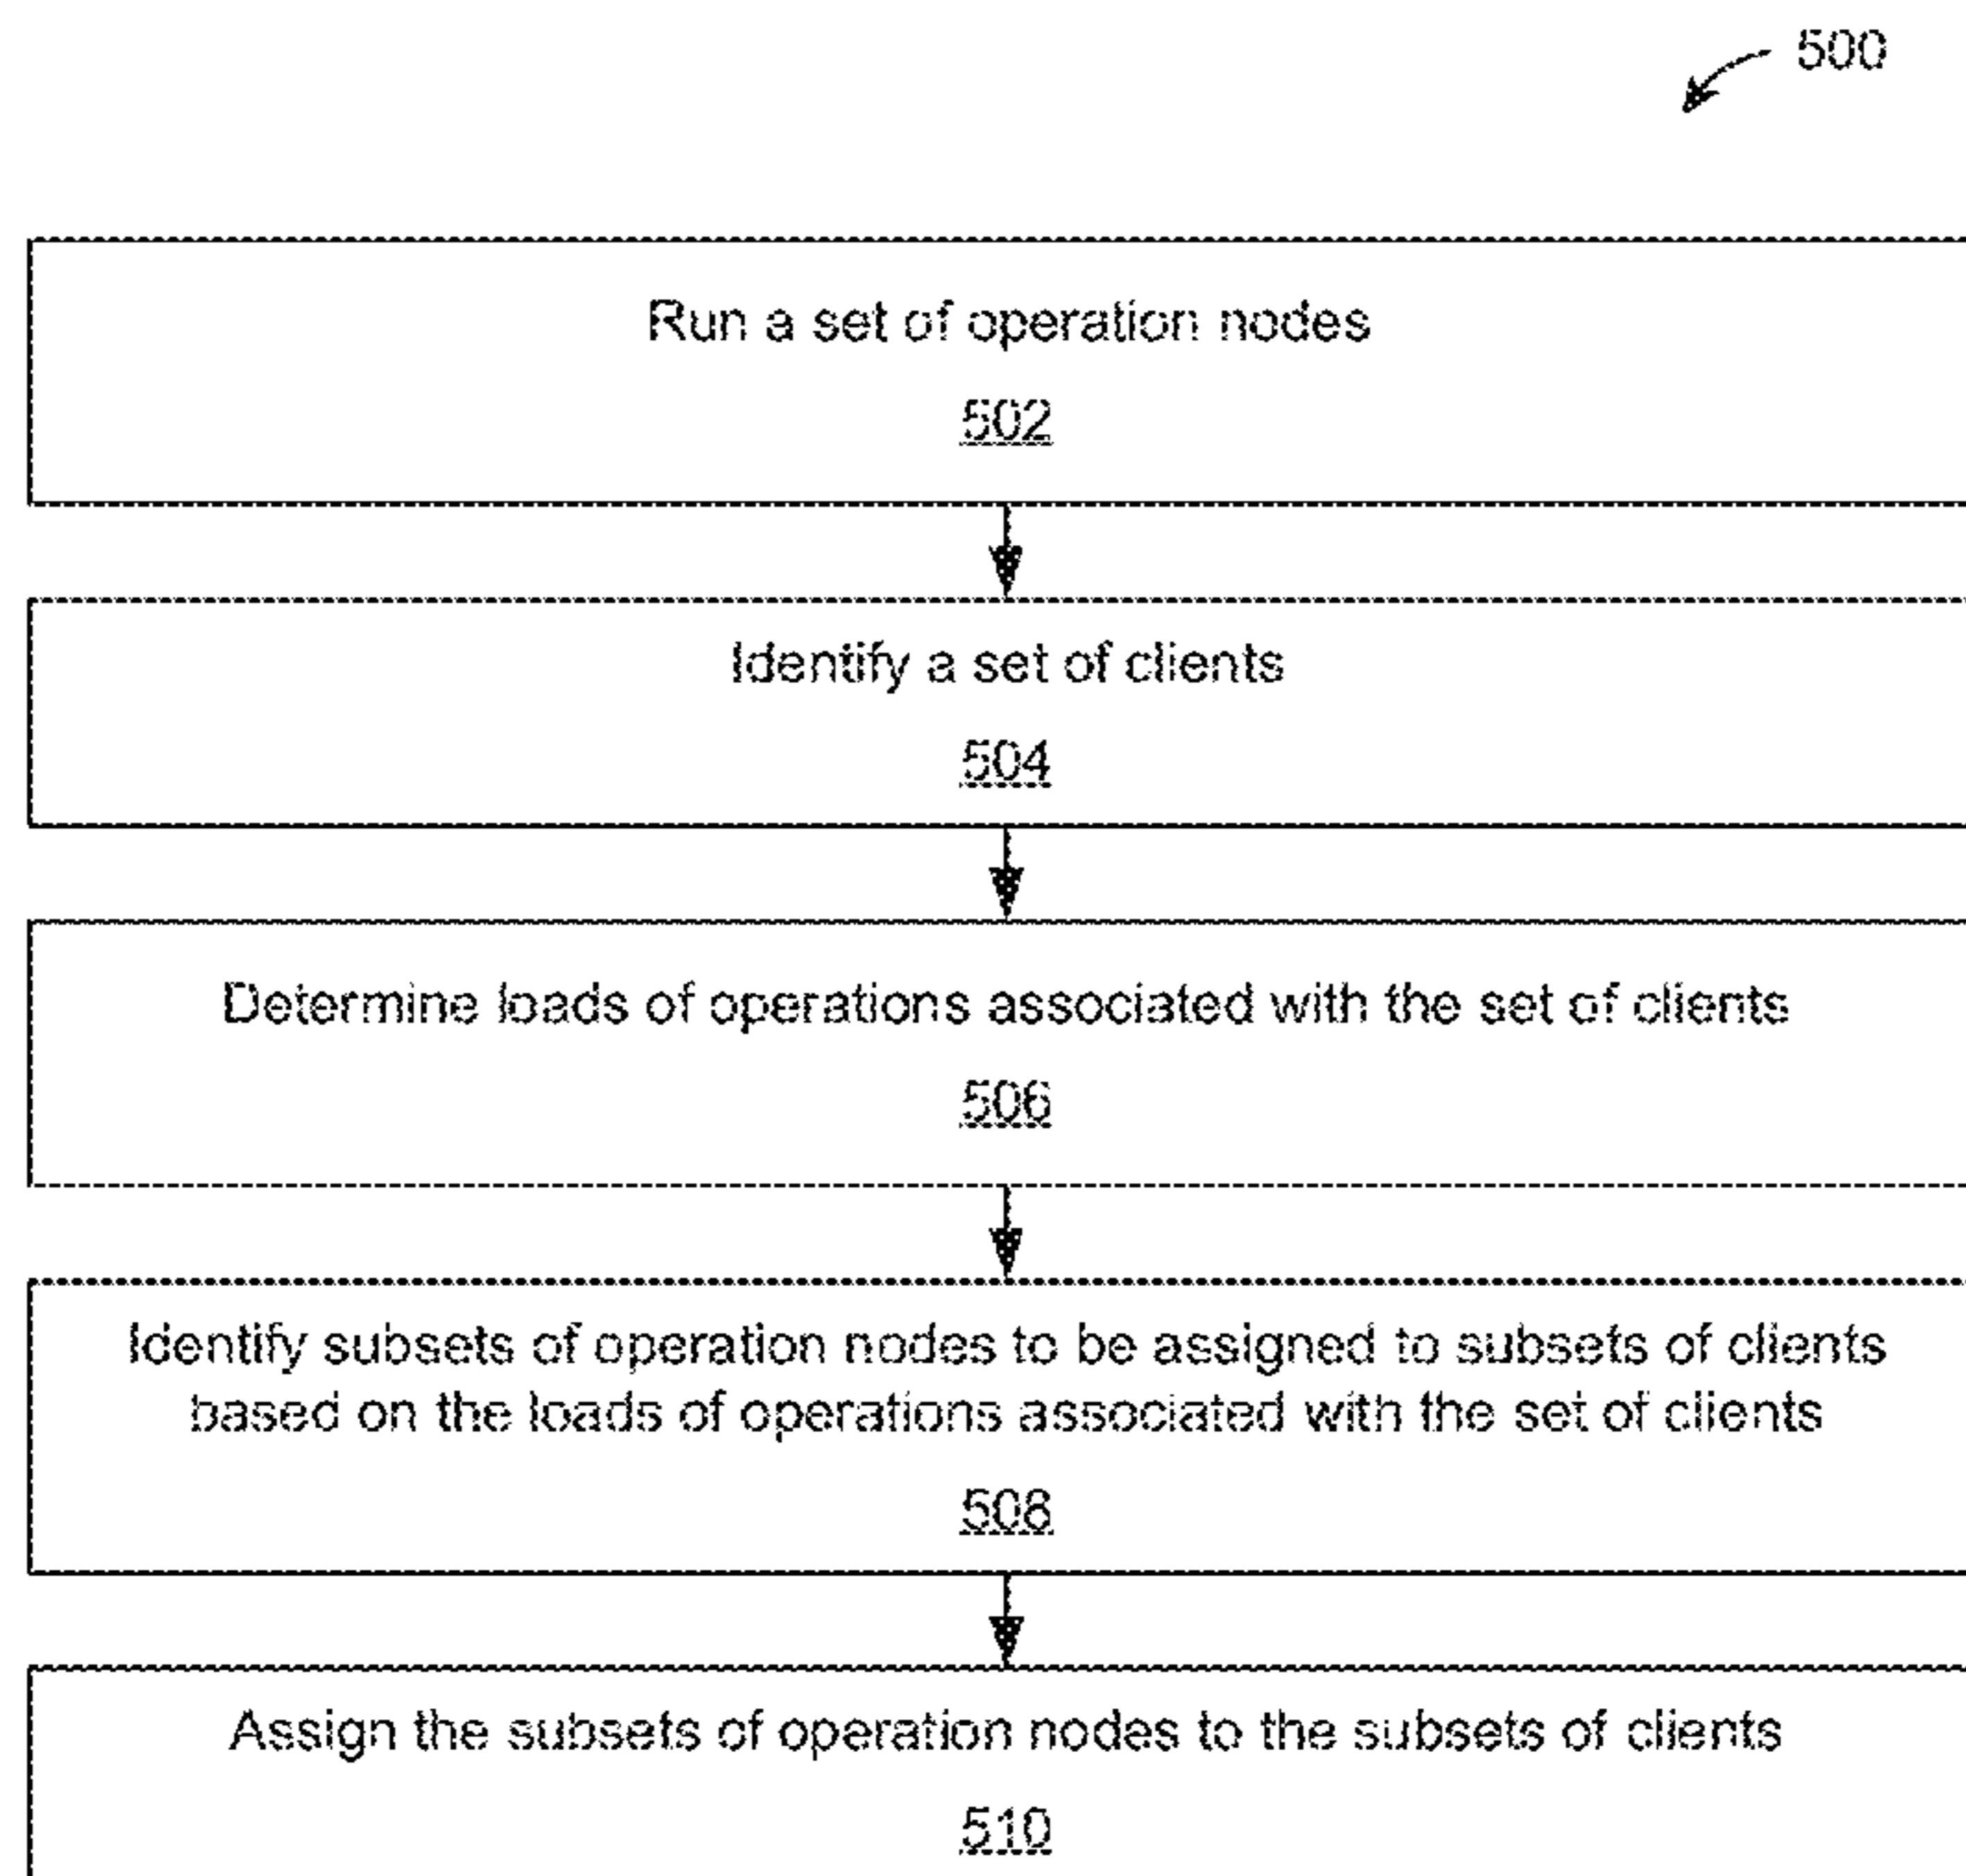 500
Run a set of operation nodes
502
Identify a set of clients
504
Determine loads of operations associated with the set of clients
506
Identify subsets of operation nodes to be assigned to subsets of clients
based on the loads of operations associated with the set of clients
508
Assign the subsets of operation nodes to the subsets of clients
510